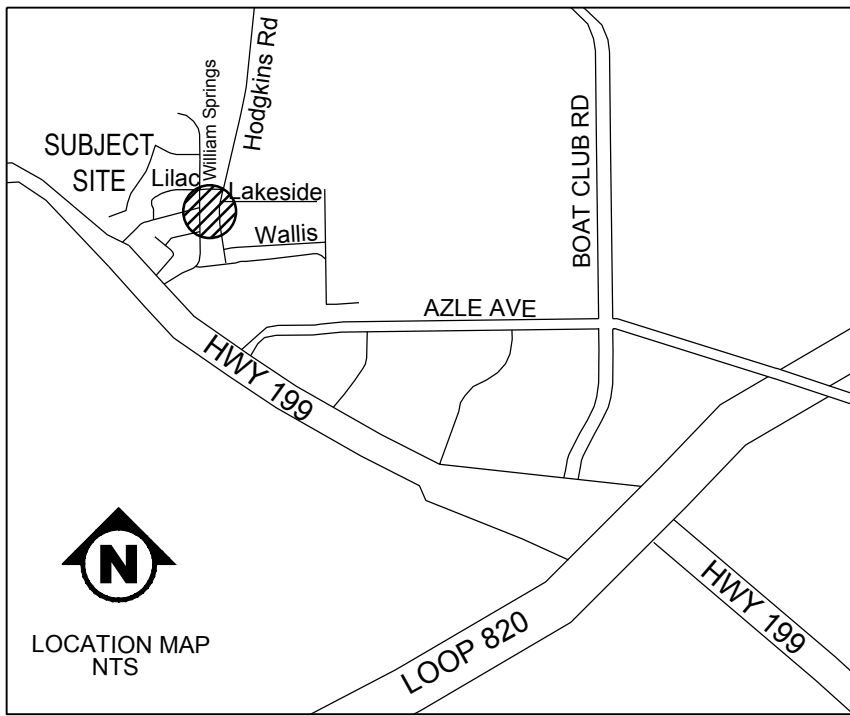 Hodgkins Rd
William Springs
SUBJECT
SITE
Lilac
Lakeside
Wallis
BOAT CLUB RD
AZLE AVE
HWY 199
N
LOCATION MAP
NTS
LOOP 820
HWY 199